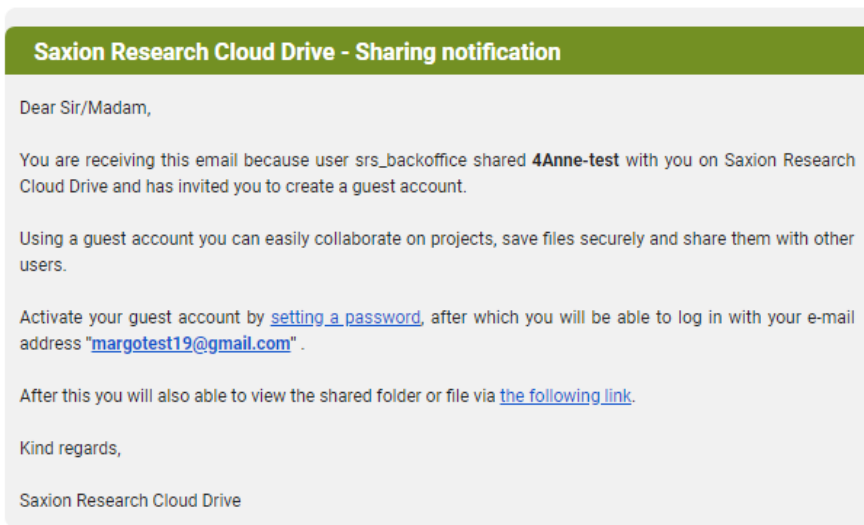 Saxion Research Cloud Drive - Sharing notification
Dear Sir/Madam,
You are receiving this email because user srs_backoffice shared 4Anne-test with you on Saxion Research
Cloud Drive and has invited you to create a guest account.
Using a guest account you can easily collaborate on projects, save files securely and share them with other
users.
Activate your guest account by setting a password, after which you will be able to log in with your e-mail
address "margotest19@gmail.com" .
After this you will also able to view the shared folder or file via the following link.
Kind regards,
Saxion Research Cloud Drive